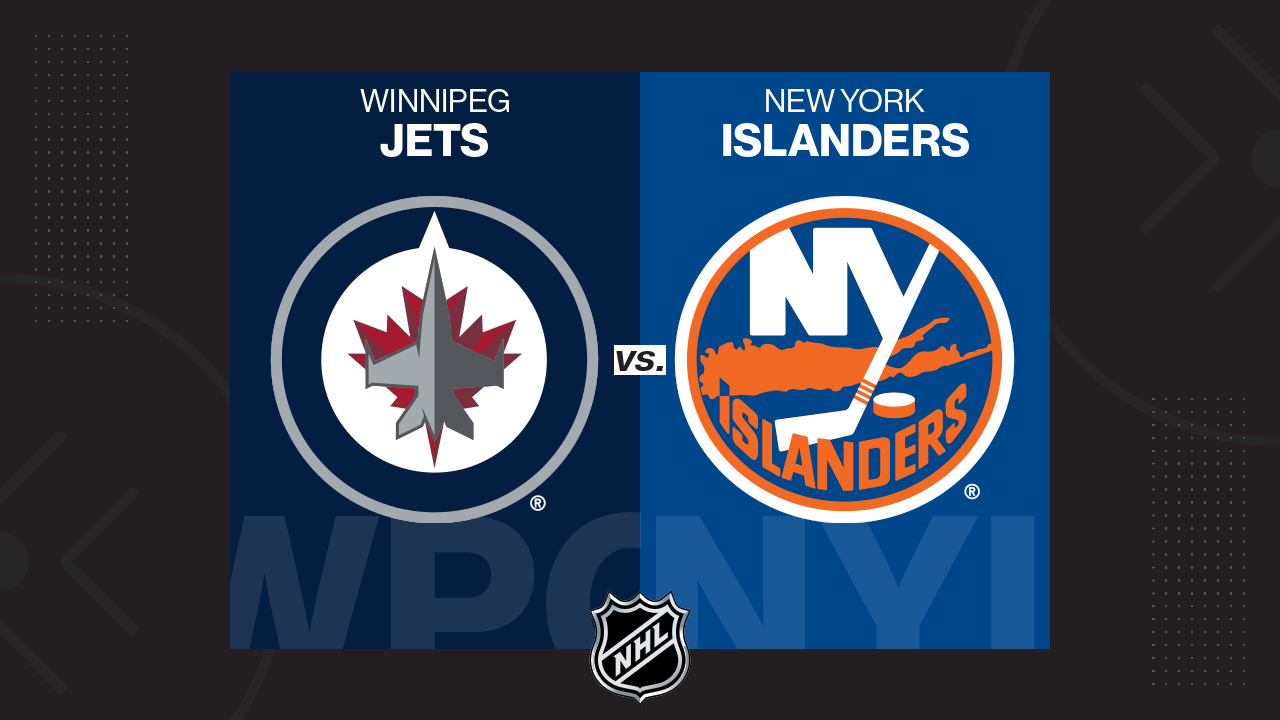 WINNIPEG
JETS
NEW YORK
ISLANDERS
vs.
NY
ISLANDERS
®
®
WPG
NYI
NHL